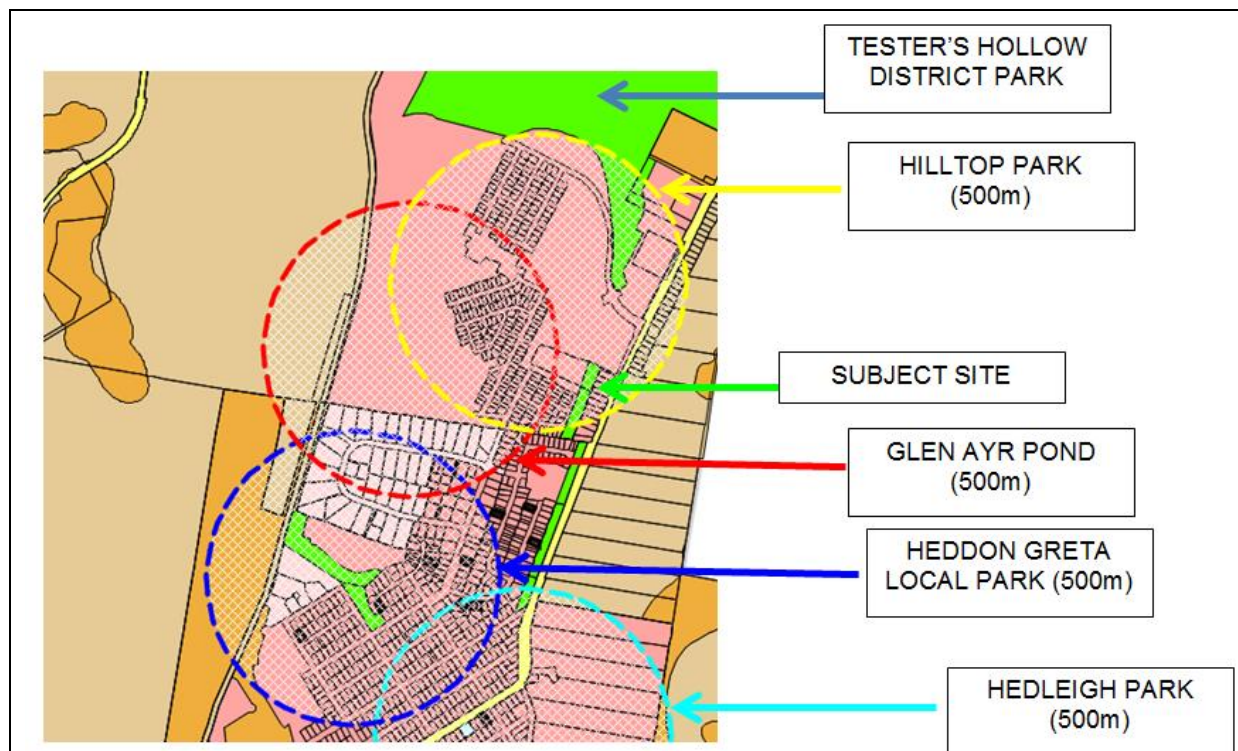 TESTER’S HOLLOW
DISTRICT PARK
HILLTOP PARK
(500m)
SUBJECT SITE
GLEN AYR POND
(500m)
HEDDON GRETA
LOCAL PARK (500m)
HEDLEIGH PARK
(500m)